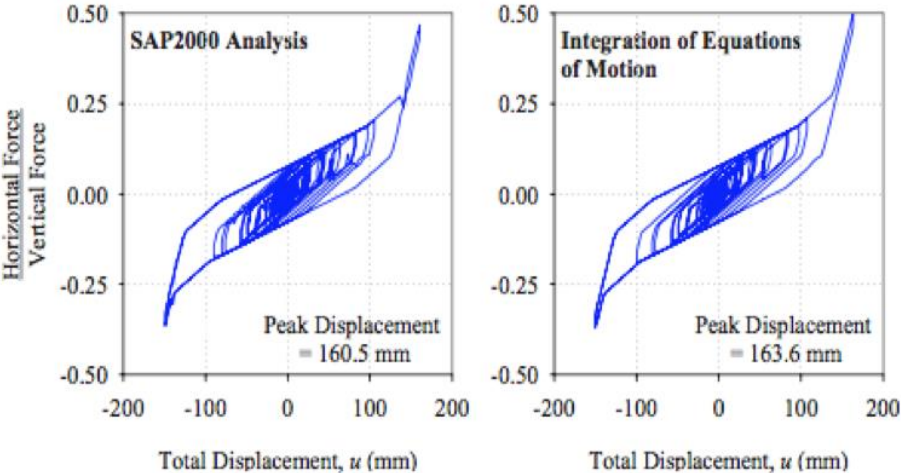 Horizontal Force
Vertical Force
0.50
0.25
0.00
-0.25
-0.50
SAP2000 Analysis
Peak Displacement
= 160.5 mm
-200 -100 0 100 200
Total Displacement, u (mm)
0.50
0.25
0.00
-0.25
-0.50
Integration of Equations
of Motion
Peak Displacement
= 163.6 mm
-200 -100 0 100 200
Total Displacement, u (mm)